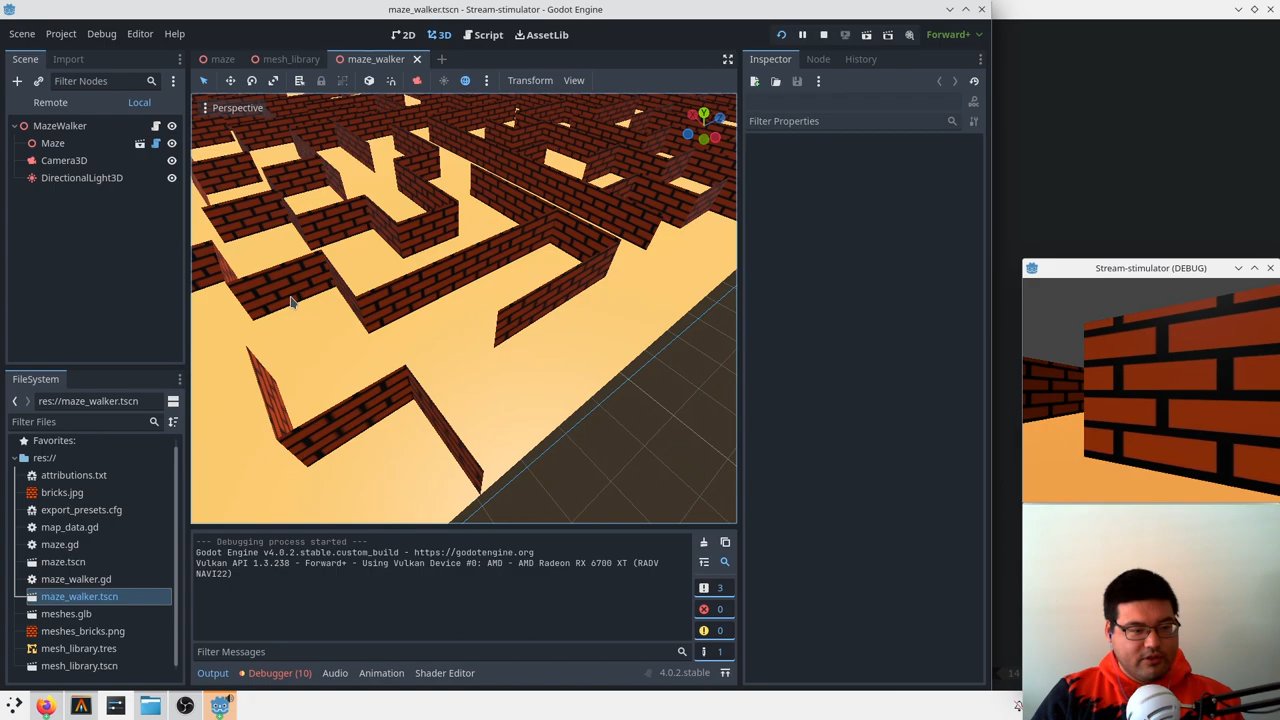 maze_walker.tscn - Stream-stimulator - Godot Engine
Scene Project Debug Editor Help
2D 3D Script AssetLib
Forward+
Scene Import
maze mesh_library maze_walker
Inspector Node History
Filter Nodes
Transform View
Remote Local
Perspective
Filter Properties
MazeWalker
Maze
Camera3D
DirectionalLight3D
Stream-stimulator (DEBUG)
FileSystem
res://maze_walker.tscn
Filter Files
Favorites:
res://
attributions.txt
bricks.jpg
export_presets.cfg
map_data.gd
maze.gd
maze.tscn
maze_walker.gd
maze_walker.tscn
meshes.glb
meshes_bricks.png
mesh_library.tres
mesh_library.tscn
--- Debugging process started ---
Godot Engine v4.0.2.stable.custom_build - https://godotengine.org
Vulkan API 1.3.238 - Forward+ - Using Vulkan Device #0: AMD - AMD Radeon RX 6700 XT (RADV
NAVI22)
3
0
0
1
Filter Messages
Output Debugger (10) Audio Animation Shader Editor
4.0.2.stable
14